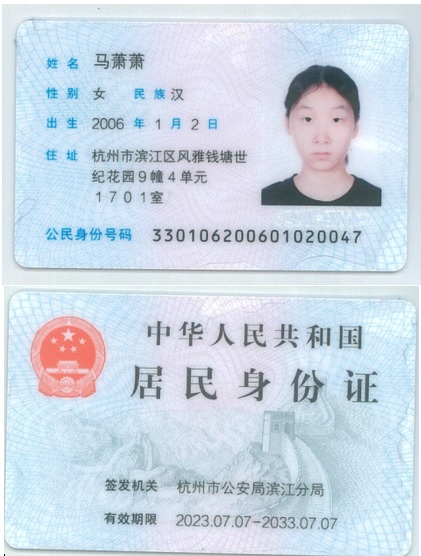 姓名 马萧萧
性别 女 民族 汉
出生 2006 年 1 月 2 日
住址 杭州市滨江区风雅钱塘世
纪花园9幢4单元
1701室
公民身份号码 330106200601020047
中华人民共和国
居民身份证
签发机关 杭州市公安局滨江分局
有效期限 2023.07.07-2033.07.07